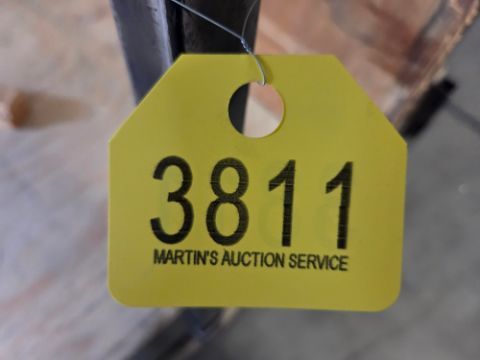 3811
MARTIN'S AUCTION SERVICE